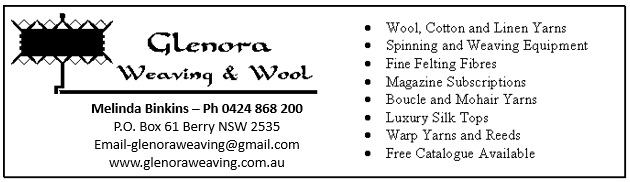 Glenora
Weaving & Wool
Melinda Binkins – Ph 0424 868 200
P.O. Box 61 Berry NSW 2535
Email-glenoraweaving@gmail.com
www.glenoraweaving.com.au
• Wool, Cotton and Linen Yarns
• Spinning and Weaving Equipment
• Fine Felting Fibres
• Magazine Subscriptions
• Boucle and Mohair Yarns
• Luxury Silk Tops
• Warp Yarns and Reeds
• Free Catalogue Available